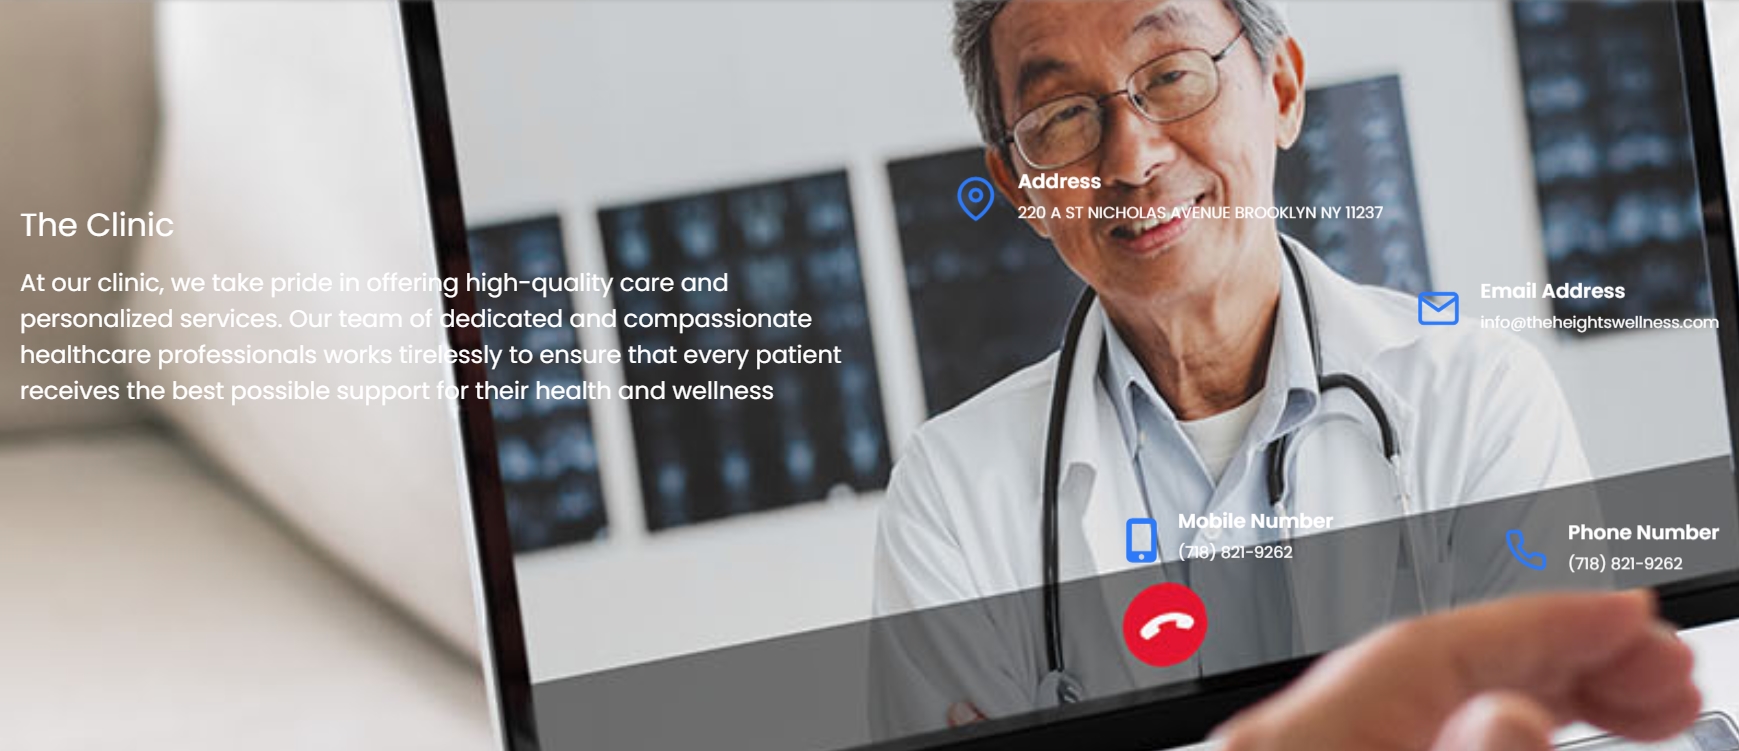 The Clinic
At our clinic, we take pride in offering high-quality care and
personalized services. Our team of dedicated and compassionate
healthcare professionals works tirelessly to ensure that every patient
receives the best possible support for their health and wellness
Address
220 A ST NICHOLAS AVENUE BROOKLYN NY 11237
Email Address
info@theheightswellness.com
Mobile Number
(718) 821-9262
Phone Number
(718) 821-9262